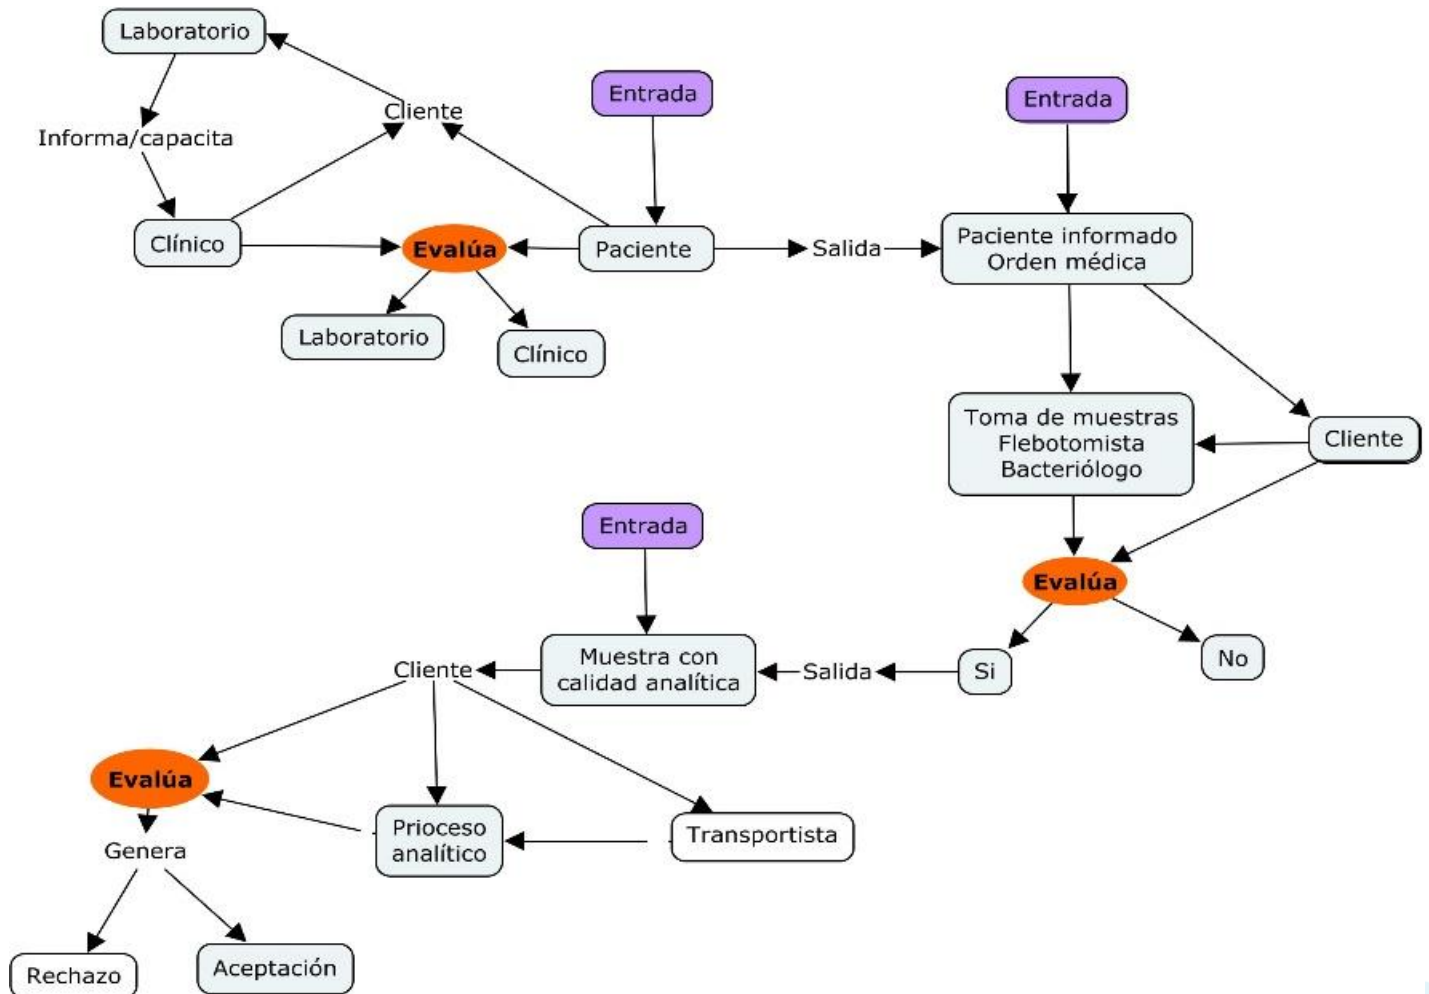 Laboratorio
Cliente
Entrada
Entrada
Informa/capacita
Clínico
Evalúa
Paciente
Salida
Paciente informado
Orden médica
Laboratorio
Clínico
Toma de muestras
Flebotomista
Bacteriólogo
Cliente
Entrada
Evalúa
Cliente
Muestra con
calidad analítica
Salida
Si
No
Evalúa
Genera
Prioceso
analítico
Transportista
Rechazo
Aceptación